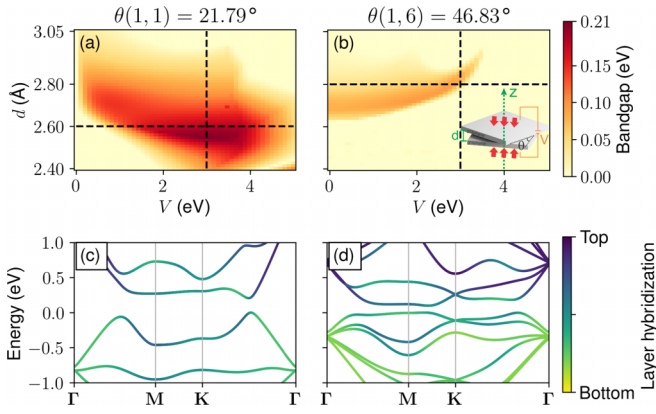 θ(1, 1) = 21.79°
θ(1, 6) = 46.83°
(a)
3.05
2.80
2.60
2.40
d (Å)
0
2
4
V (eV)
(b)
z
d
θ
V
0
2
4
V (eV)
0.21
0.15
0.10
0.05
0.00
Bandgap (eV)
(c)
1.0
0.5
0.0
−0.5
−1.0
Energy (eV)
Γ M K Γ
(d)
Γ M K Γ
Top
Bottom
Layer hybridization